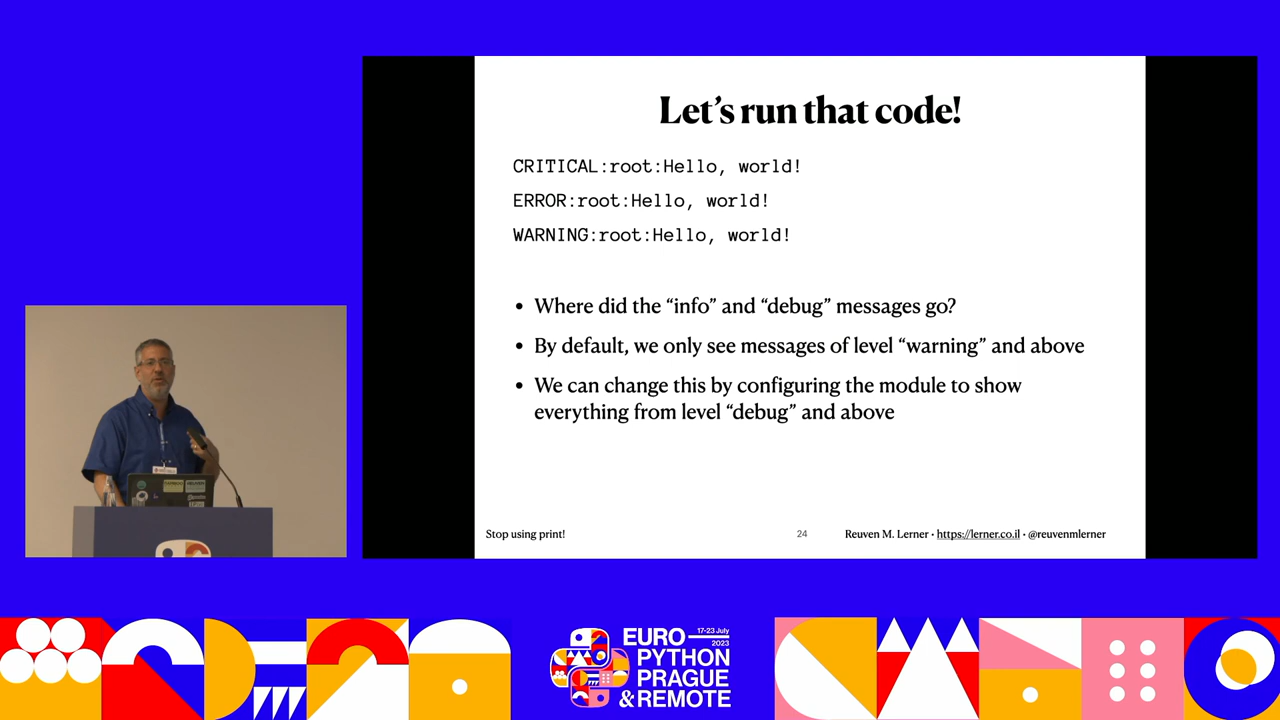 Let's run that code!
CRITICAL:root:Hello, world!
ERROR:root:Hello, world!
WARNING:root:Hello, world!
• Where did the “info” and “debug” messages go?
• By default, we only see messages of level “warning” and above
• We can change this by configuring the module to show
everything from level “debug” and above
Stop using print!
24
Reuven M. Lerner • https://lerner.co.il • @reuvenmlerner
EURO
17-23 July
2023
PYTHON
PRAGUE
& REMOTE